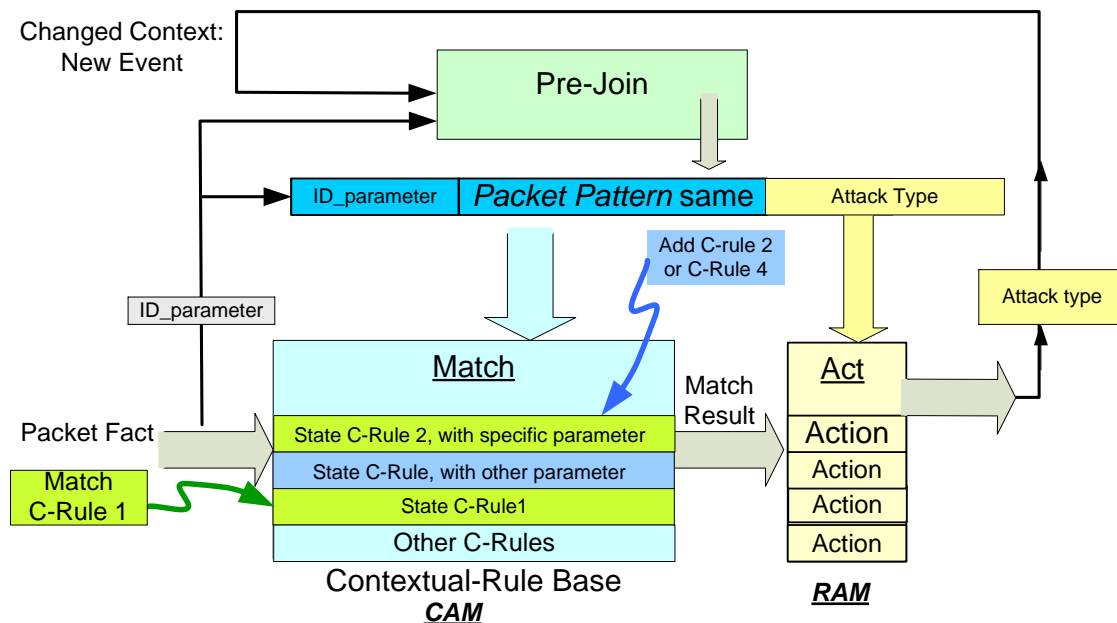 Changed Context:
New Event
Pre-Join
ID_parameter
Packet Pattern same
Attack Type
Add C-rule 2
or C-Rule 4
ID_parameter
Attack type
Match
Act
Match
Result
Packet Fact
State C-Rule 2, with specific parameter
Action
State C-Rule, with other parameter
Action
Match
C-Rule 1
State C-Rule1
Action
Other C-Rules
Action
Contextual-Rule Base
CAM
RAM